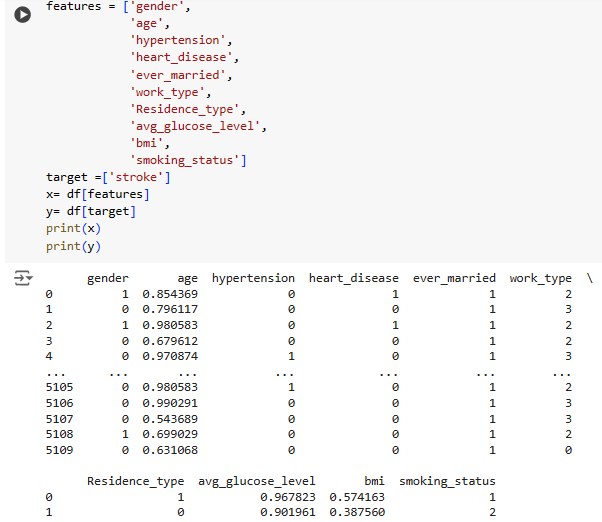 features = ['gender',
'age',
'hypertension',
'heart_disease',
'ever_married',
'work_type',
'Residence_type',
'avg_glucose_level',
'bmi',
'smoking_status']
target =['stroke']
x= df[features]
y= df[target]
print(x)
print(y)
gender age hypertension heart_disease ever_married work_type \
0 1 0.854369 0 1 1 2
1 0 0.796117 0 0 1 3
2 1 0.980583 0 1 1 2
3 0 0.679612 0 0 1 2
4 0 0.970874 1 0 1 3
... ... ... ... ... ... ...
5105 0 0.980583 1 0 1 2
5106 0 0.990291 0 0 1 3
5107 0 0.543689 0 0 1 3
5108 1 0.699029 0 0 1 2
5109 0 0.631068 0 0 1 0
Residence_type avg_glucose_level bmi smoking_status
0 1 0.967823 0.574163 1
1 0 0.901961 0.387560 2